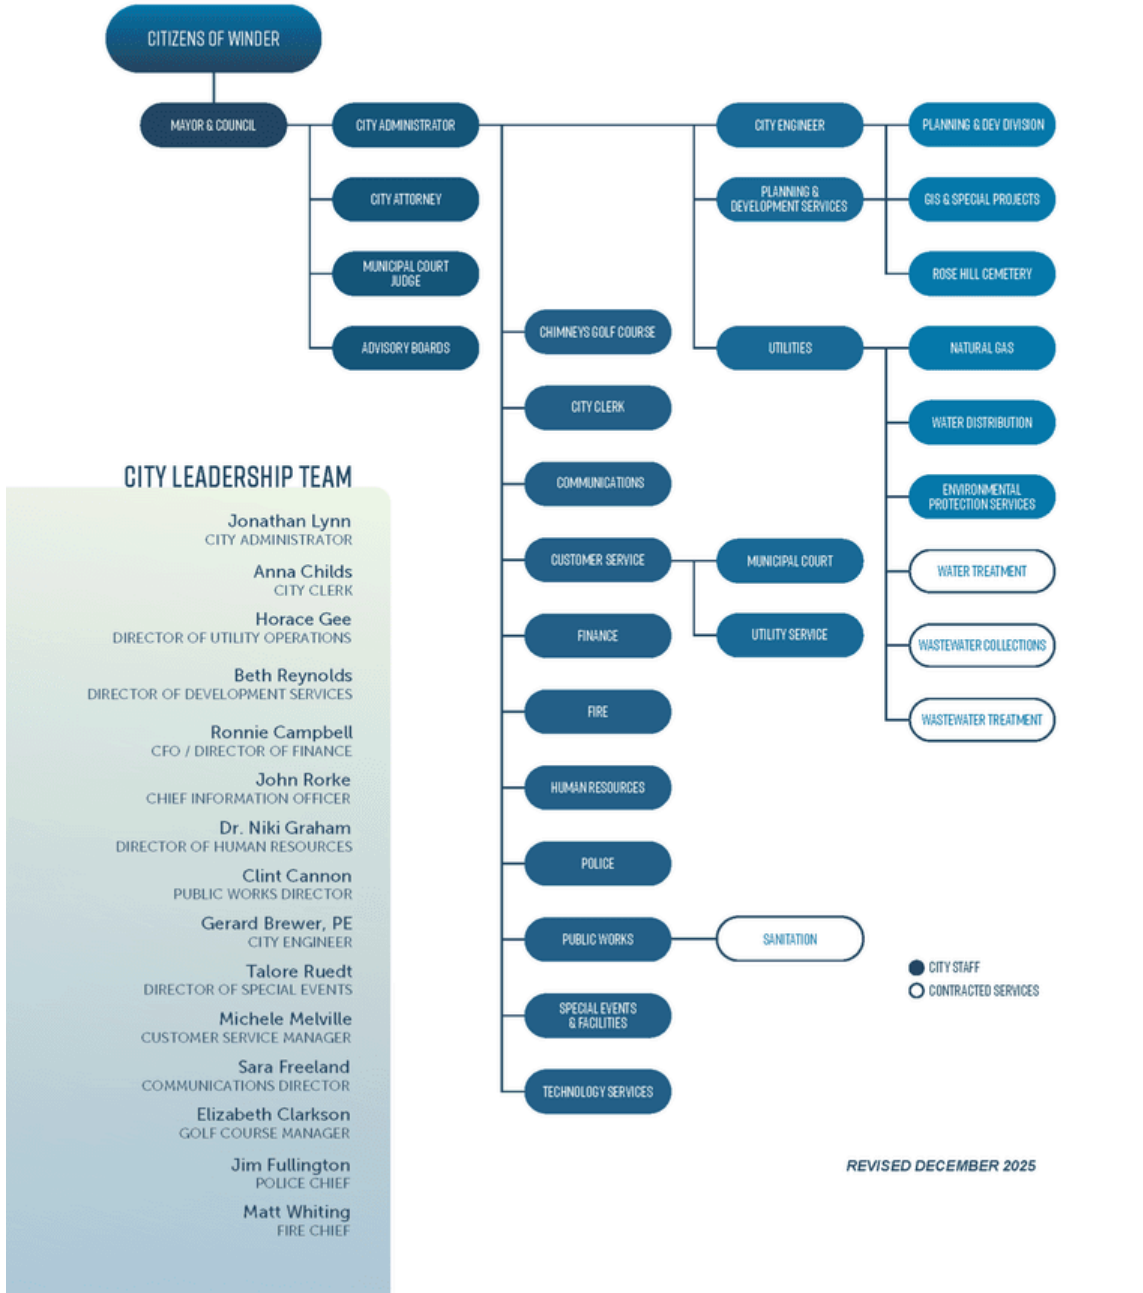 CITIZENS OF WINDER
MAYOR & COUNCIL
CITY ADMINISTRATOR
CITY ATTORNEY
MUNICIPAL COURT
JUDGE
ADVISORY BOARDS
CITY ENGINEER
PLANNING &
DEVELOPMENT SERVICES
UTILITIES
PLANNING & DEV DIVISION
GIS & SPECIAL PROJECTS
ROSE HILL CEMETERY
NATURAL GAS
WATER DISTRIBUTION
ENVIRONMENTAL
PROTECTION SERVICES
WATER TREATMENT
WASTEWATER COLLECTIONS
WASTEWATER TREATMENT
CHIMNEYS GOLF COURSE
CITY CLERK
COMMUNICATIONS
CUSTOMER SERVICE
MUNICIPAL COURT
UTILITY SERVICE
FINANCE
FIRE
HUMAN RESOURCES
POLICE
PUBLIC WORKS
SANITATION
SPECIAL EVENTS
& FACILITIES
TECHNOLOGY SERVICES
CITY LEADERSHIP TEAM
Jonathan Lynn
CITY ADMINISTRATOR
Anna Childs
CITY CLERK
Horace Gee
DIRECTOR OF UTILITY OPERATIONS
Beth Reynolds
DIRECTOR OF DEVELOPMENT SERVICES
Ronnie Campbell
CFO / DIRECTOR OF FINANCE
John Rorke
CHIEF INFORMATION OFFICER
Dr. Niki Graham
DIRECTOR OF HUMAN RESOURCES
Clint Cannon
PUBLIC WORKS DIRECTOR
Gerard Brewer, PE
CITY ENGINEER
Talore Ruedt
DIRECTOR OF SPECIAL EVENTS
Michele Melville
CUSTOMER SERVICE MANAGER
Sara Freeland
COMMUNICATIONS DIRECTOR
Elizabeth Clarkson
GOLF COURSE MANAGER
Jim Fullington
POLICE CHIEF
Matt Whiting
FIRE CHIEF
CITY STAFF
CONTRACTED SERVICES
REVISED DECEMBER 2025